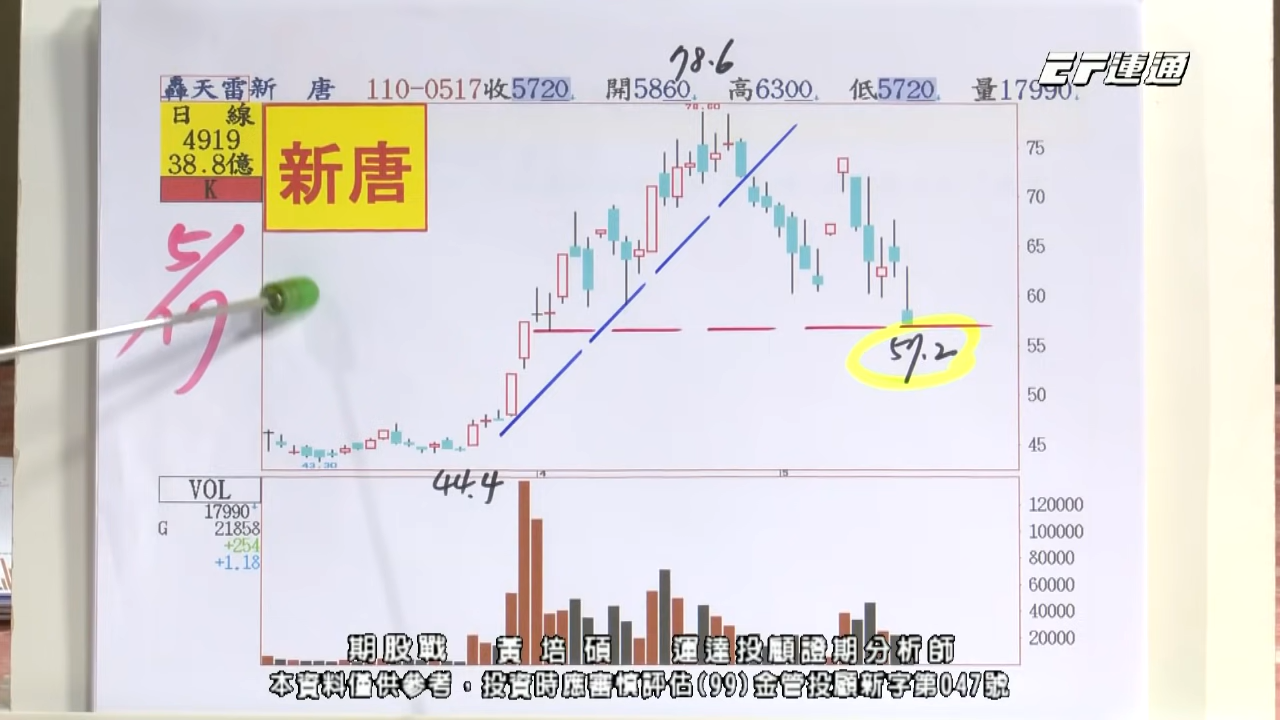 78.6
ET運通
轟天雷新 唐 110-0517收5720 開5860 高6300 低5720 量17990
日 線
4919
38.8億
K
新唐
78.60
75
70
65
60
55
50
45
5/17
57.2
43.30
44.4
4
5
VOL
17990
G 21858
+254
+1.18
120000
100000
80000
60000
40000
20000
期股戰 黃培碩 運達投顧證期分析師
本資料僅供參考,投資時應審慎評估(99)金管投顧新字第047號